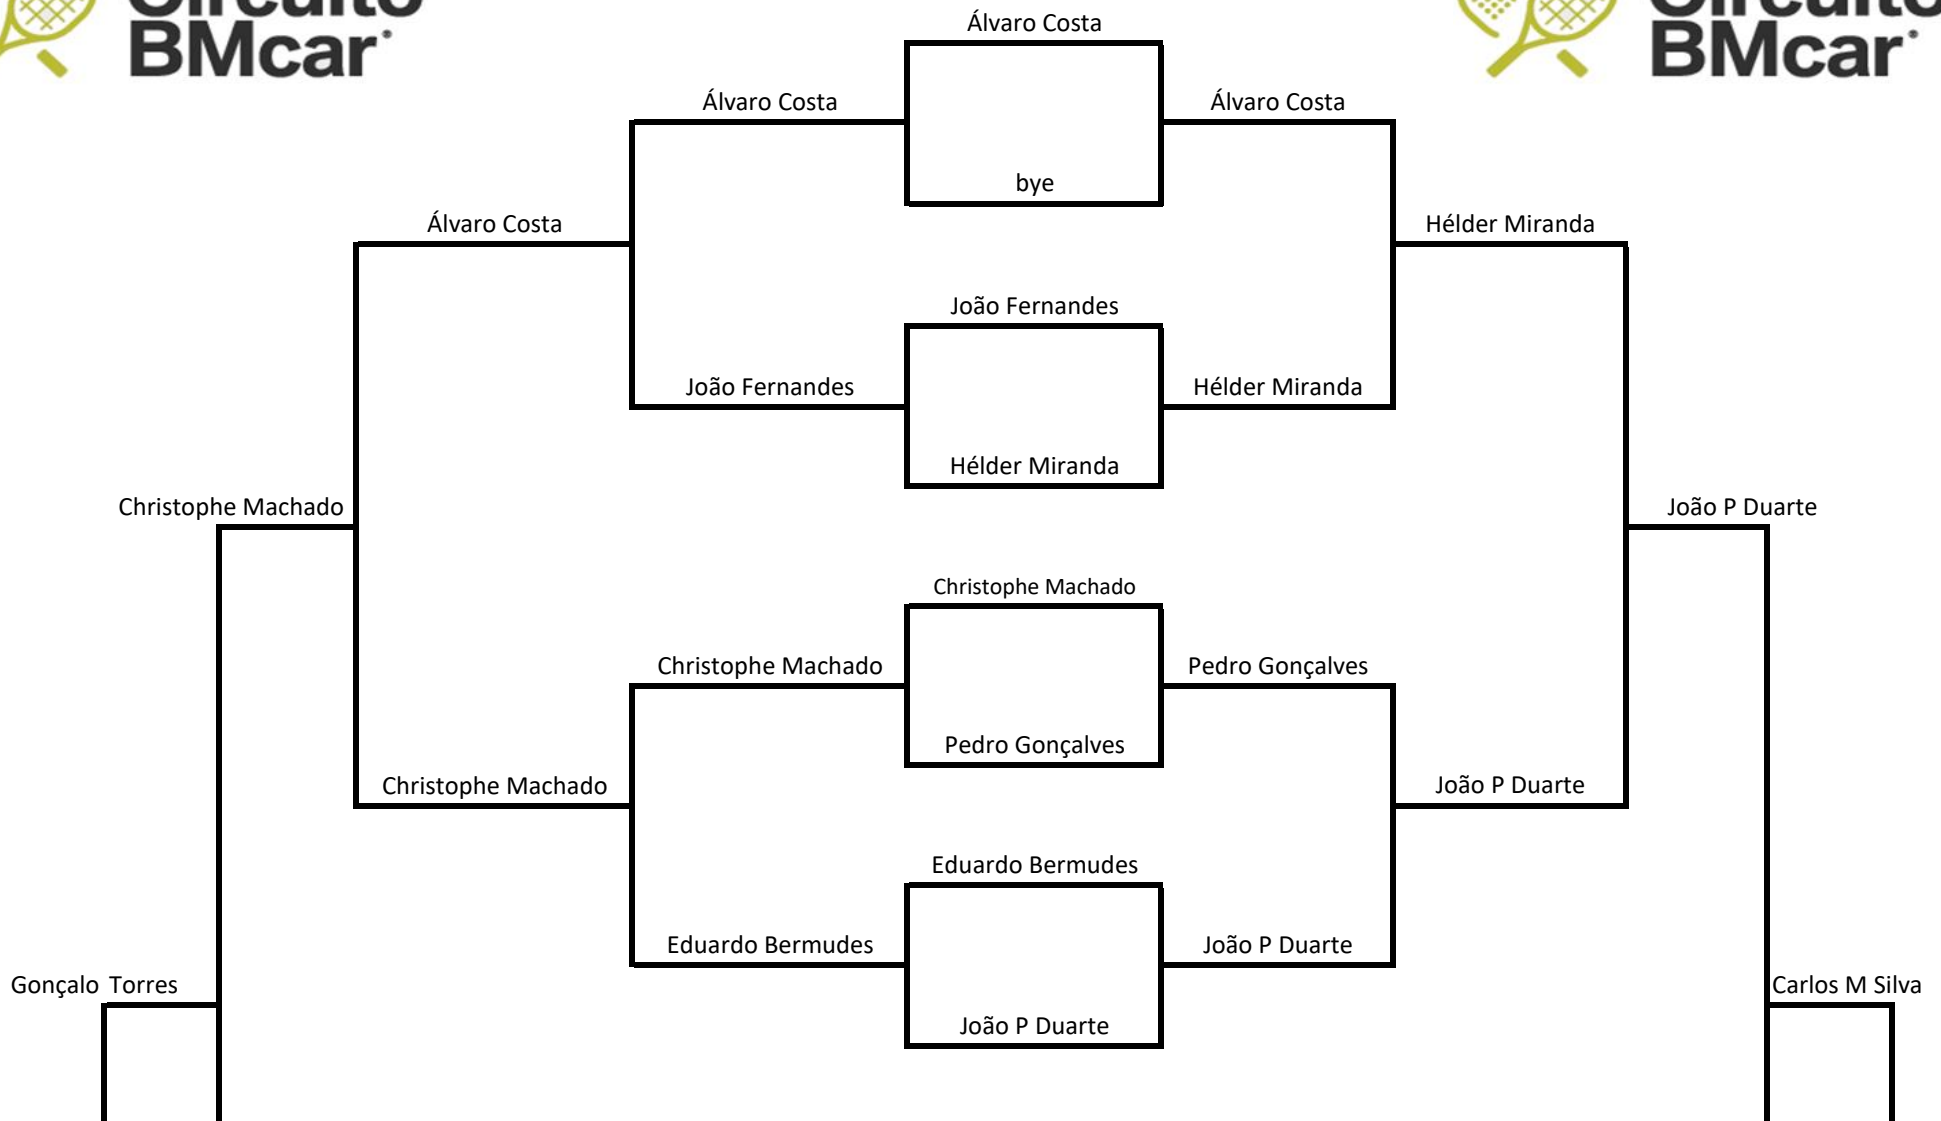 Circuito
BMcar
Circuito
BMcar
Álvaro Costa
Álvaro Costa
Álvaro Costa
bye
Álvaro Costa
Hélder Miranda
João Fernandes
João Fernandes
Hélder Miranda
Hélder Miranda
Christophe Machado
João P Duarte
Christophe Machado
Christophe Machado
Pedro Gonçalves
Pedro Gonçalves
Christophe Machado
João P Duarte
Eduardo Bermudes
Eduardo Bermudes
João P Duarte
Gonçalo Torres
Carlos M Silva
João P Duarte